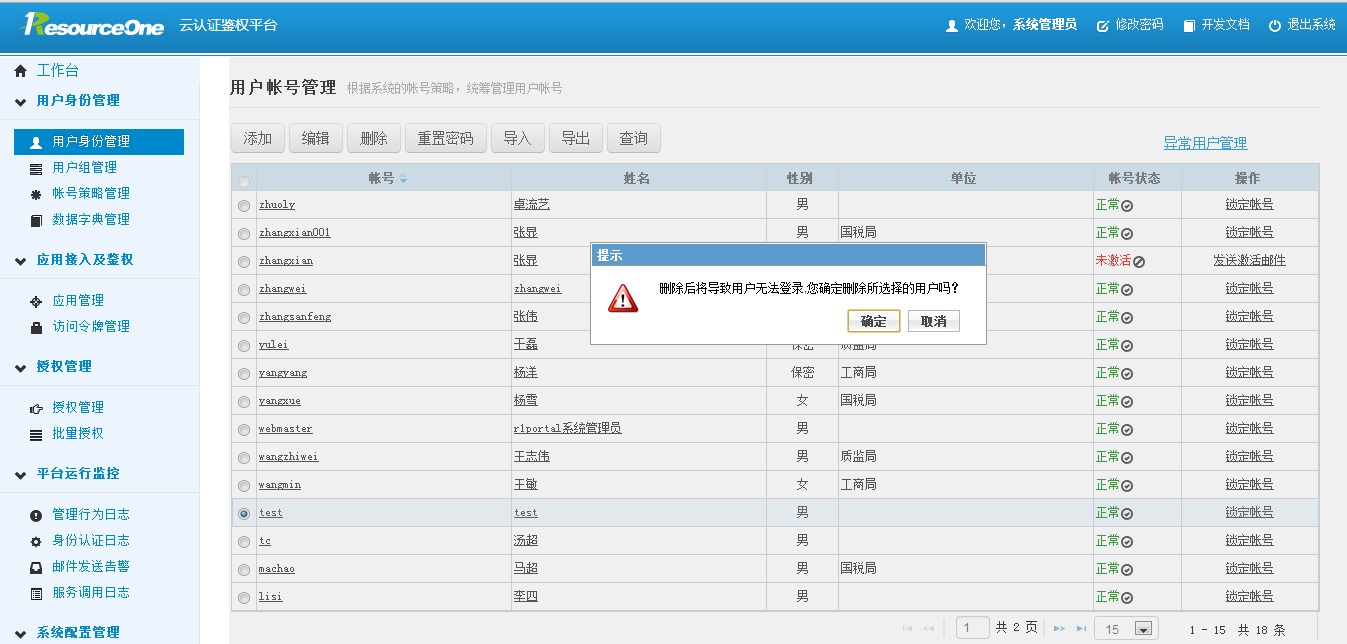 ResourceOne 云认证鉴权平台 欢迎您，系统管理员 修改密码 开发文档 退出系统
工作台
用户身份管理
用户身份管理
用户组管理
帐号策略管理
数据字典管理
应用接入及鉴权
应用管理
访问令牌管理
授权管理
授权管理
批量授权
平台运行监控
管理行为日志
身份认证日志
邮件发送告警
服务调用日志
系统配置管理
用户帐号管理 根据系统的帐号策略，统筹管理用户帐号
添加 编辑 删除 重置密码 导入 导出 查询 异常用户管理
帐号 姓名 性别 单位 帐号状态 操作
zhuoly 卓流艺 男 正常 锁定帐号
zhangxian001 张显 男 国税局 正常 锁定帐号
zhangxian 张显 未激活 发送激活邮件
zhangwei zhangwei 正常 锁定帐号
zhangsanfeng 张伟 正常 锁定帐号
yulei 于磊 保密 质监局 正常 锁定帐号
yangyang 杨洋 保密 工商局 正常 锁定帐号
yangxue 杨雪 女 国税局 正常 锁定帐号
webmaster r1portal系统管理员 男 正常 锁定帐号
wangzhiwei 王志伟 男 质监局 正常 锁定帐号
wangmin 王敏 女 工商局 正常 锁定帐号
test test 男 正常 锁定帐号
tc 汤超 男 正常 锁定帐号
machao 马超 男 国税局 正常 锁定帐号
lisi 李四 男 正常 锁定帐号
提示
删除后将导致用户无法登录,您确定删除所选择的用户吗?
确定 取消
1 共 2 页 15 1 - 15 共 18 条